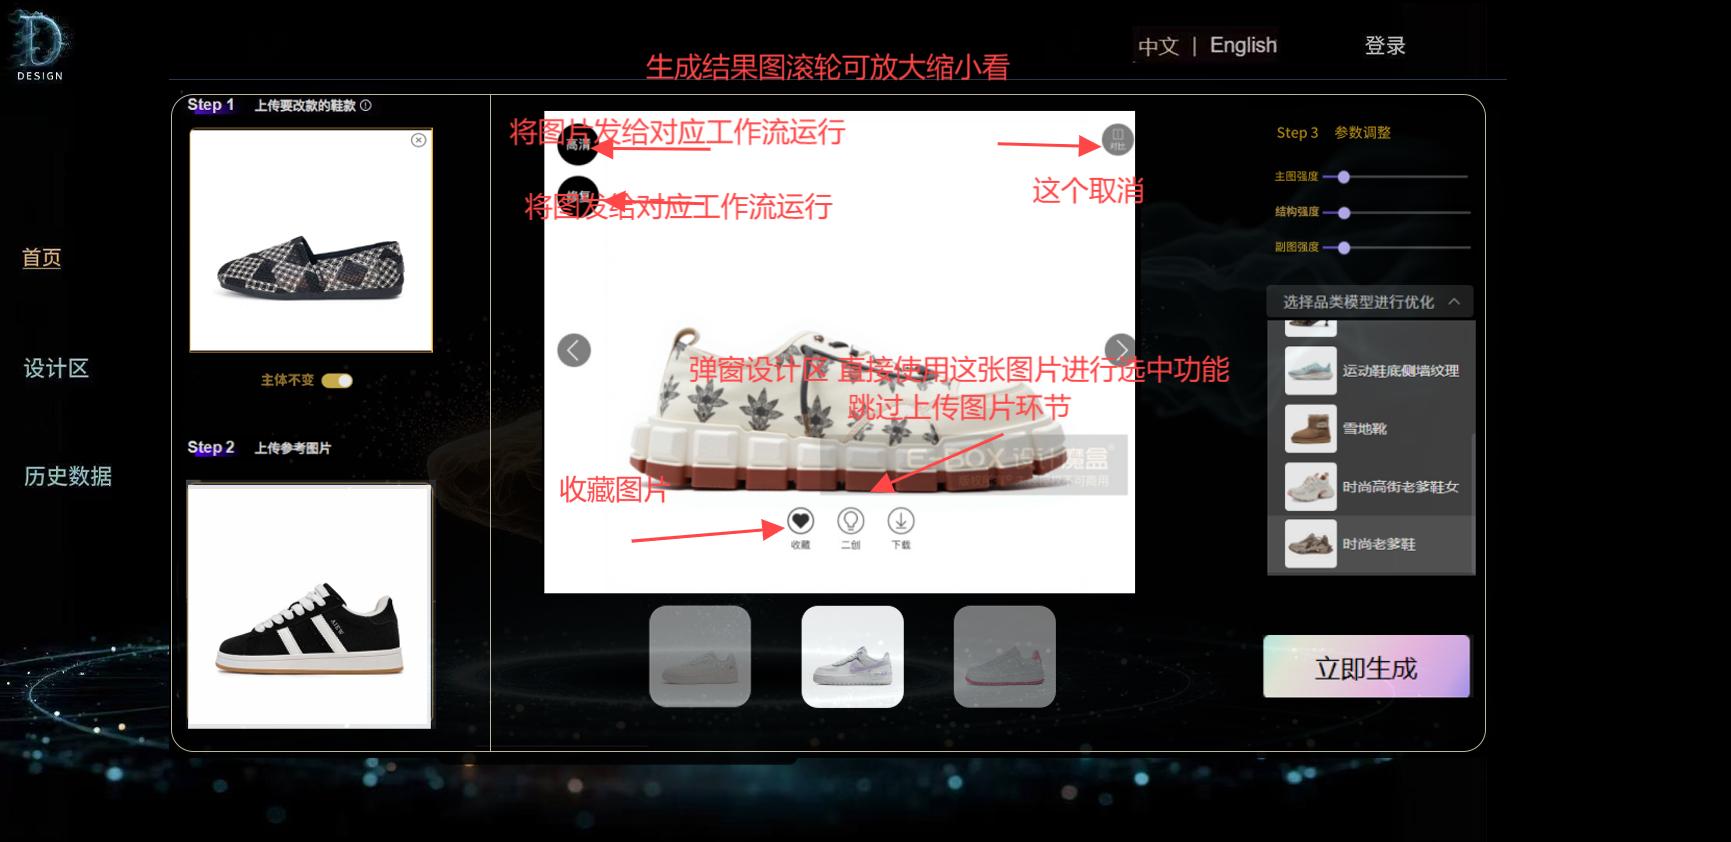 DESIGN
中文 | English
登录
生成结果图滚轮可放大缩小看
首页
设计区
历史数据
Step 1 上传要改款的鞋款
主体不变
Step 2 上传参考图片
AIEW
将图片发给对应工作流运行
高清
修复
将图发给对应工作流运行
对比
这个取消
弹窗设计区 直接使用这张图片进行选中功能
跳过上传图片环节
E-BOX 设计魔盒
收藏图片
收藏
二创
下载
Step 3 参数调整
主图强度
结构强度
副图强度
选择品类模型进行优化
运动鞋底侧墙纹理
雪地靴
时尚高街老爹鞋女
时尚老爹鞋
立即生成